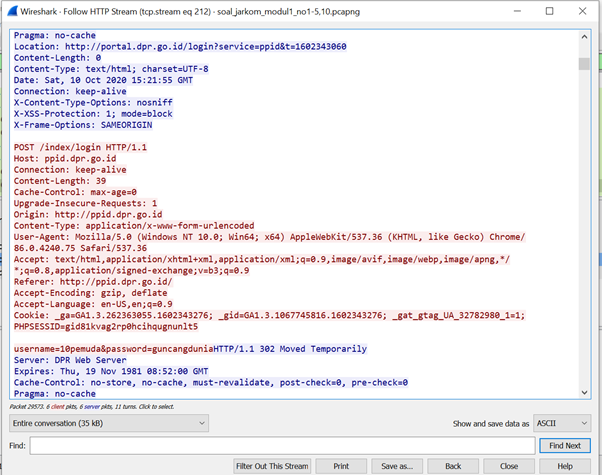 Wireshark · Follow HTTP Stream (tcp.stream eq 212) · soal_jarkom_modul1_no1-5,10.pcapng
Pragma: no-cache
Location: http://portal.dpr.go.id/login?service=ppid&t=1602343060
Content-Length: 0
Content-Type: text/html; charset=UTF-8
Date: Sat, 10 Oct 2020 15:21:55 GMT
Connection: keep-alive
X-Content-Type-Options: nosniff
X-XSS-Protection: 1; mode=block
X-Frame-Options: SAMEORIGIN
POST /index/login HTTP/1.1
Host: ppid.dpr.go.id
Connection: keep-alive
Content-Length: 39
Cache-Control: max-age=0
Upgrade-Insecure-Requests: 1
Origin: http://ppid.dpr.go.id
Content-Type: application/x-www-form-urlencoded
User-Agent: Mozilla/5.0 (Windows NT 10.0; Win64; x64) AppleWebKit/537.36 (KHTML, like Gecko) Chrome/
86.0.4240.75 Safari/537.36
Accept: text/html,application/xhtml+xml,application/xml;q=0.9,image/avif,image/webp,image/apng,*/
*;q=0.8,application/signed-exchange;v=b3;q=0.9
Referer: http://ppid.dpr.go.id/
Accept-Encoding: gzip, deflate
Accept-Language: en-US,en;q=0.9
Cookie: _ga=GA1.3.262363055.1602343276; _gid=GA1.3.1067745816.1602343276; _gat_gtag_UA_32782980_1=1;
PHPSESSID=gid81kvag2rp0hcihqugnunlt5
username=10pemuda&password=guncangduniaHTTP/1.1 302 Moved Temporarily
Server: DPR Web Server
Expires: Thu, 19 Nov 1981 08:52:00 GMT
Cache-Control: no-store, no-cache, must-revalidate, post-check=0, pre-check=0
Pragma: no-cache
Packet 29573. 6 client pkts, 6 server pkts, 11 turns. Click to select.
Entire conversation (35 kB) Show and save data as ASCII
Find: Find Next
Filter Out This Stream Print Save as... Back Close Help